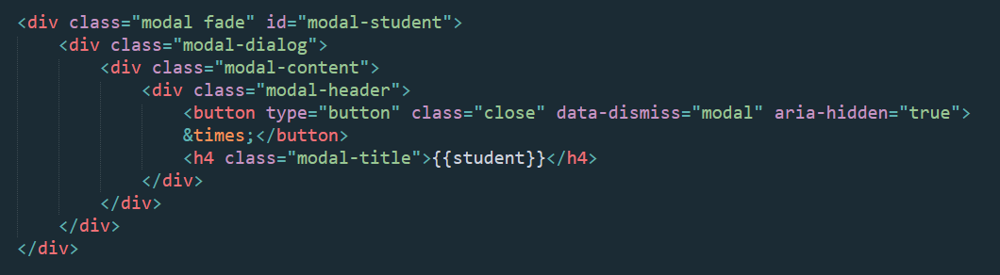 <div class="modal fade" id="modal-student">
    <div class="modal-dialog">
        <div class="modal-content">
            <div class="modal-header">
                <button type="button" class="close" data-dismiss="modal" aria-hidden="true">
                &times;</button>
                <h4 class="modal-title">{{student}}</h4>
            </div>
        </div>
    </div>
</div>